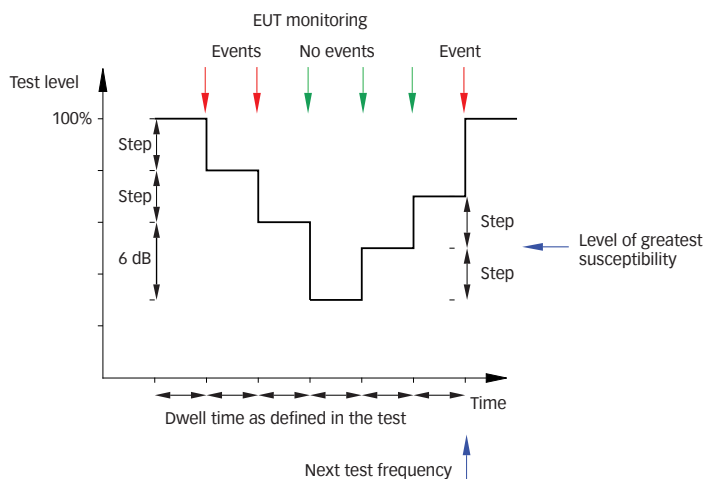 EUT monitoring
Events
No events
Event
Test level
100%
Step
Step
6 dB
Step
Step
Level of greatest
susceptibility
Time
Dwell time as defined in the test
Next test frequency